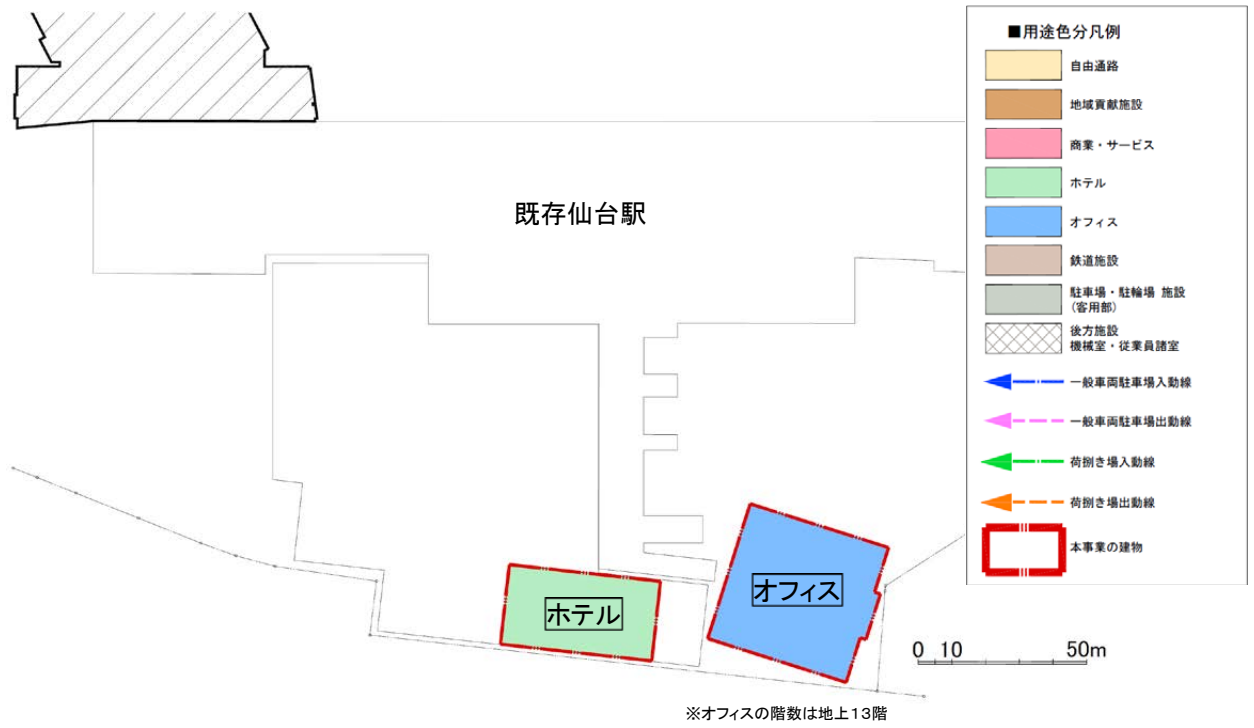 ■用途色分凡例
自由通路
地域貢献施設
商業・サービス
ホテル
オフィス
鉄道施設
駐車場・駐輪場 施設
(客用部)
後方施設
機械室・従業員諸室
一般車両駐車場入動線
一般車両駐車場出動線
荷捌き場入動線
荷捌き場出動線
本事業の建物
既存仙台駅
オフィス
ホテル
0 10 50m
※オフィスの階数は地上13階